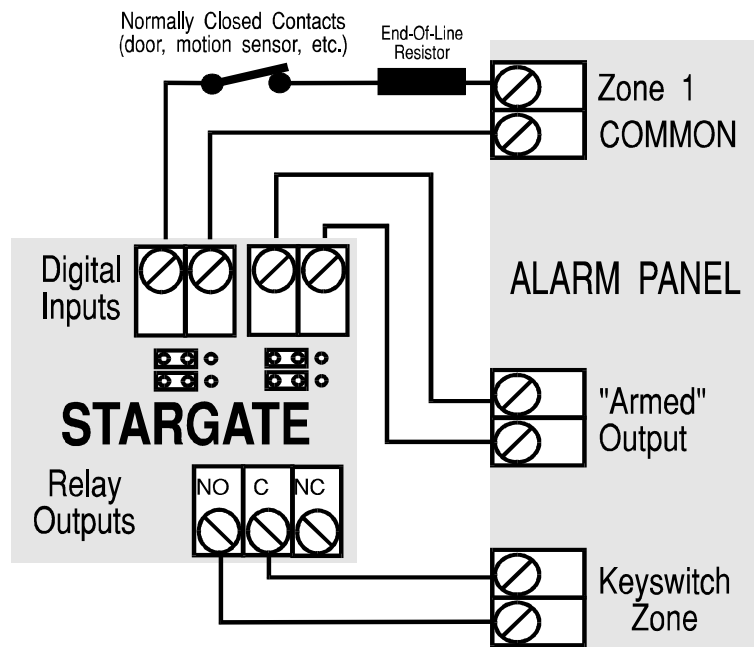 Normally Closed Contacts
(door, motion sensor, etc.)
End-Of-Line
Resistor
Zone 1
COMMON
Digital
Inputs
ALARM PANEL
STARGATE
"Armed"
Output
Relay
Outputs
NO C NC
Keyswitch
Zone